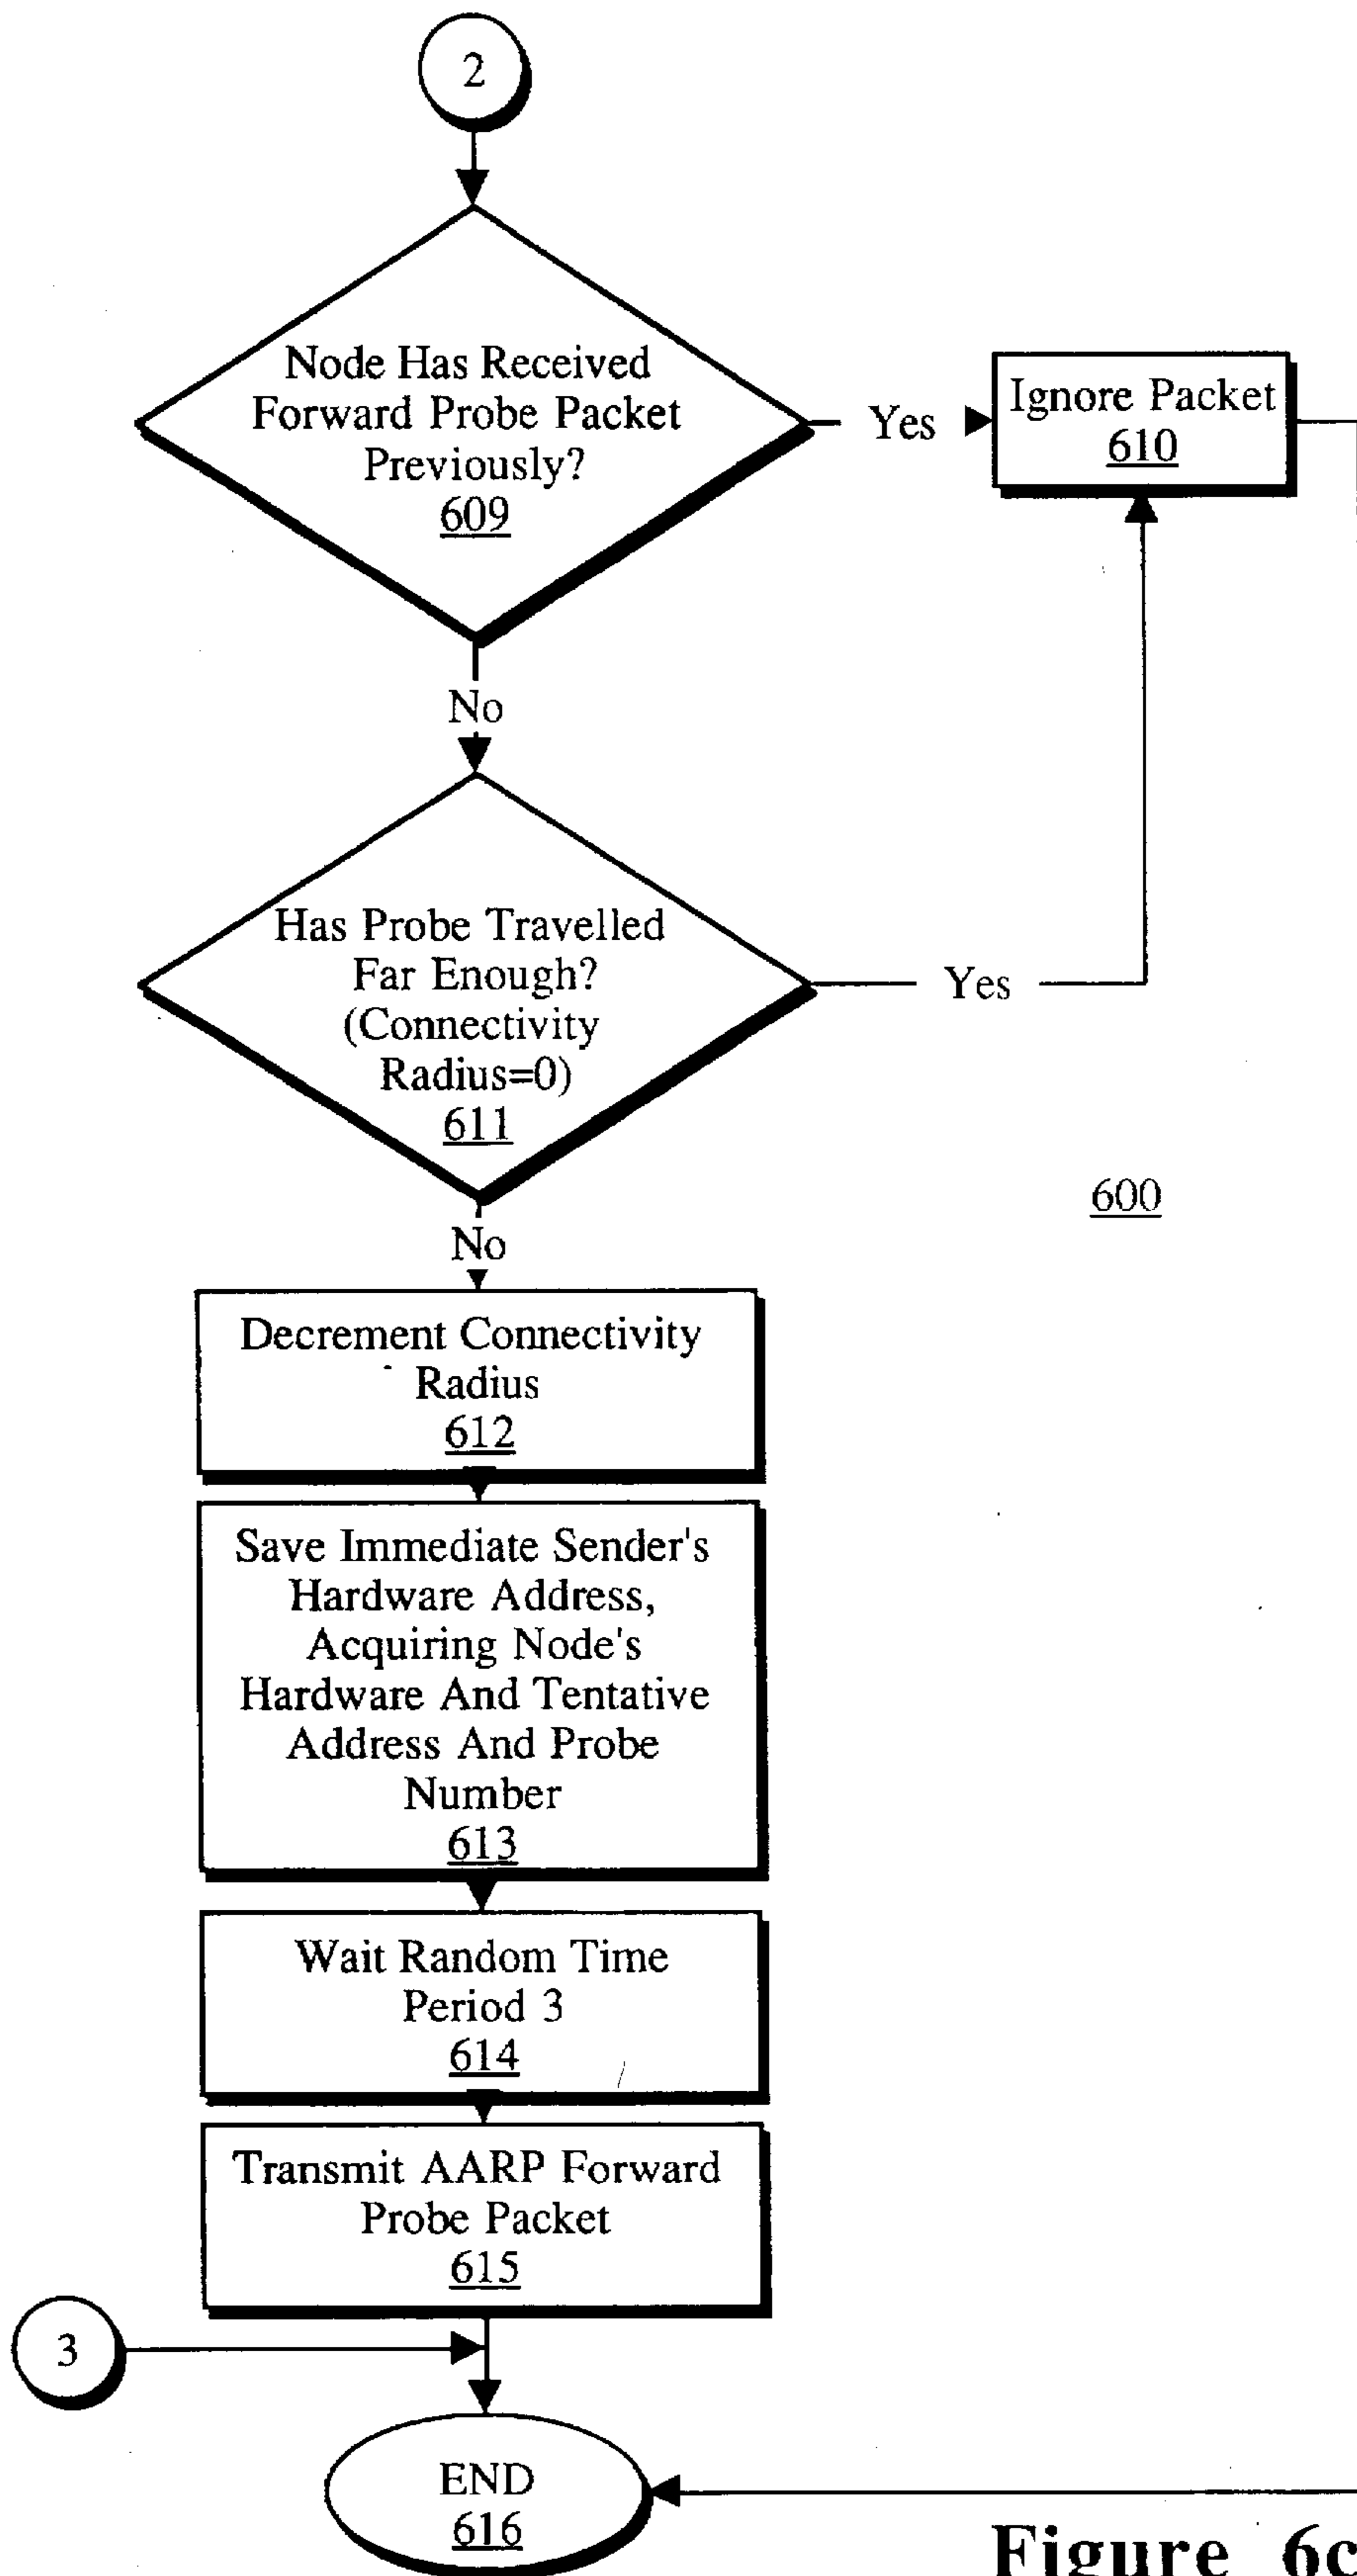 2
Node Has Received
Forward Probe Packet
Previously?
609
Yes
Ignore Packet
610
No
Has Probe Travelled
Far Enough?
(Connectivity
Radius=0)
611
Yes
600
No
Decrement Connectivity
Radius
612
Save Immediate Sender's
Hardware Address,
Acquiring Node's
Hardware And Tentative
Address And Probe
Number
613
Wait Random Time
Period 3
614
Transmit AARP Forward
Probe Packet
615
3
END
616
Figure 6c